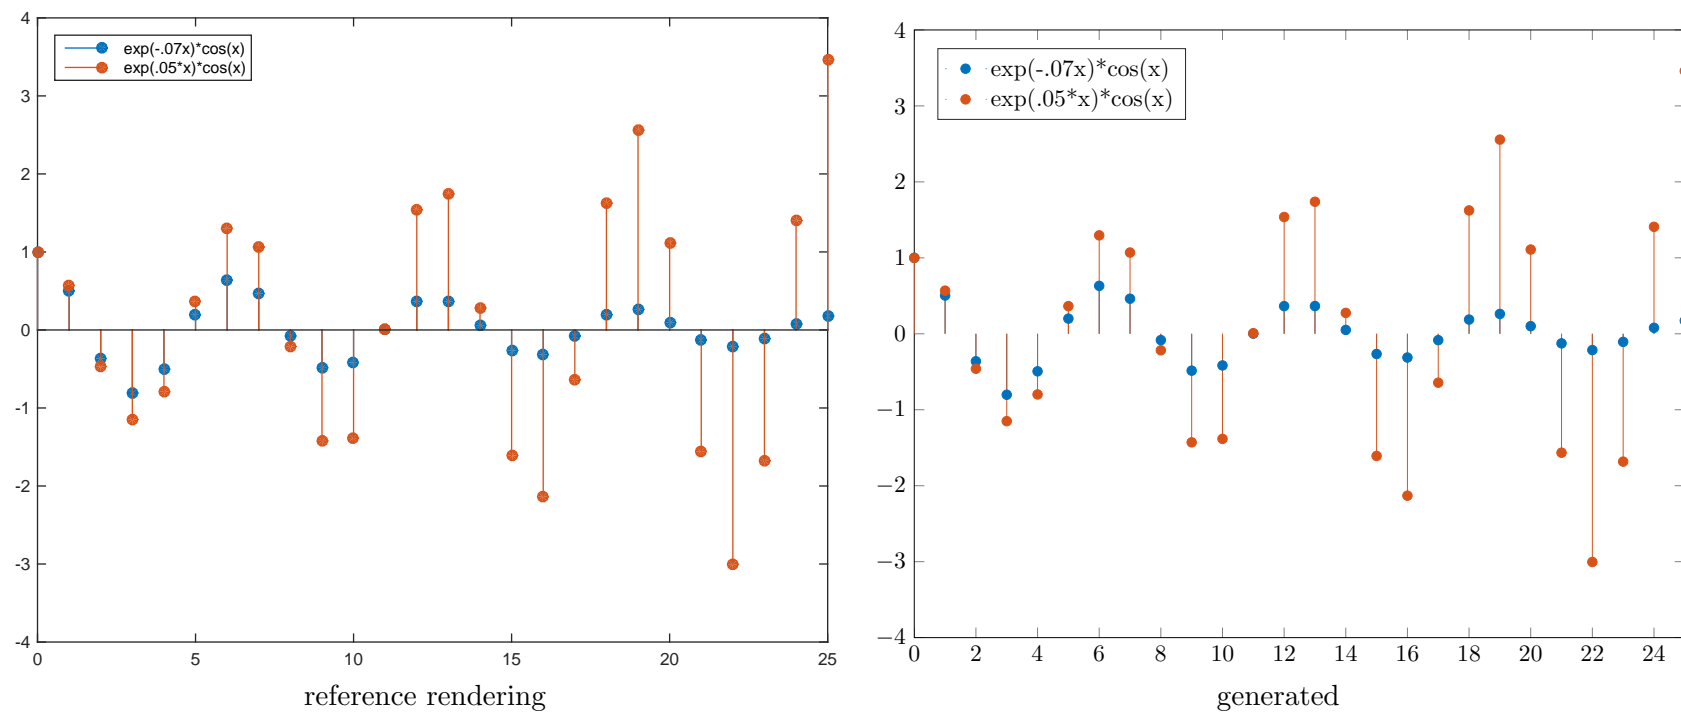 4
3
2
1
0
-1
-2
-3
-4
0 5 10 15 20 25
exp(-.07x)*cos(x)
exp(.05*x)*cos(x)
reference rendering
4
3
2
1
0
−1
−2
−3
−4
0 2 4 6 8 10 12 14 16 18 20 22 24
exp(-.07x)*cos(x)
exp(.05*x)*cos(x)
generated